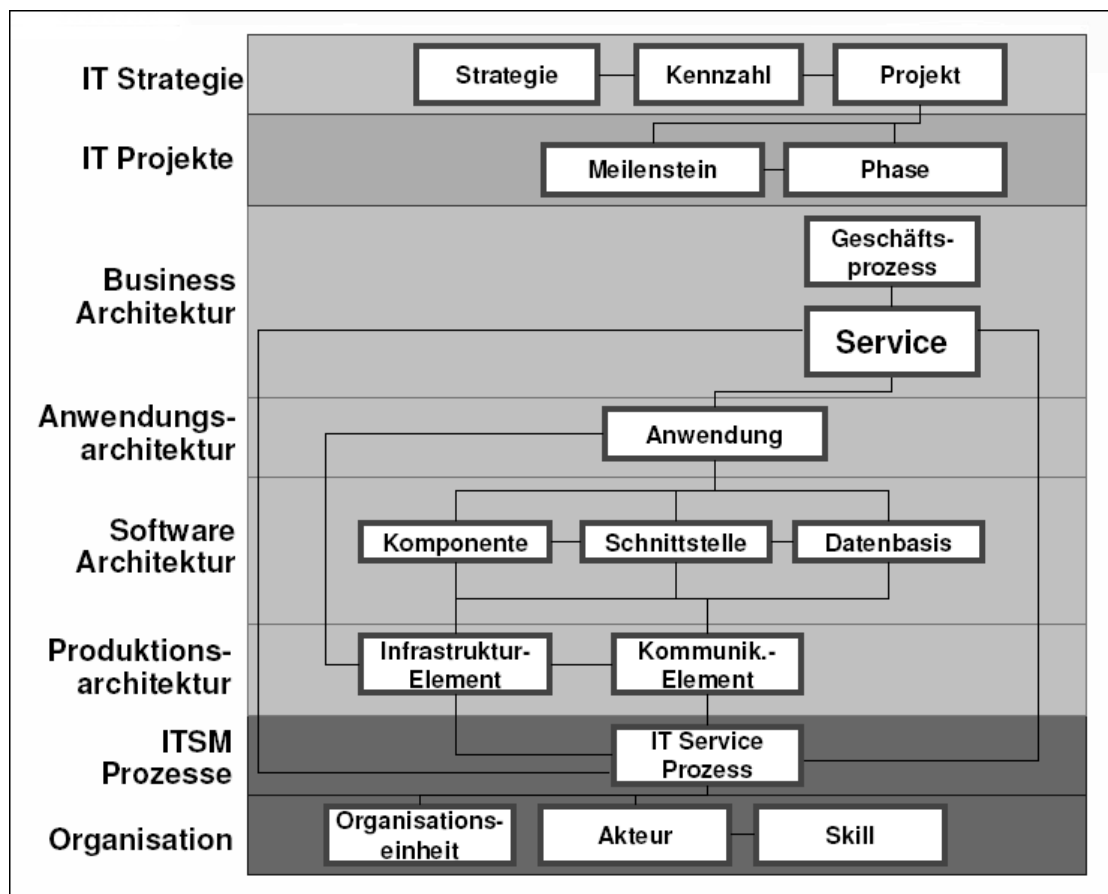 IT Strategie
Strategie
Kennzahl
Projekt
IT Projekte
Meilenstein
Phase
Business
Architektur
Geschäfts-
prozess
Service
Anwendungs-
architektur
Anwendung
Software
Architektur
Komponente
Schnittstelle
Datenbasis
Produktions-
architektur
Infrastruktur-
Element
Kommunik.-
Element
ITSM
Prozesse
IT Service
Prozess
Organisation
Organisations-
einheit
Akteur
Skill